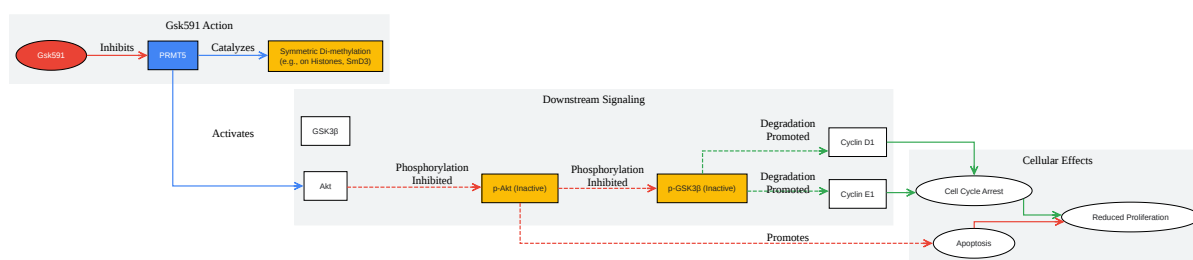 Gsk591 Action
Gsk591
Inhibits
PRMT5
Catalyzes
Symmetric Di-methylation
(e.g., on Histones, SmD3)
Activates
Downstream Signaling
GSK3β
Akt
Phosphorylation
Inhibited
p-Akt (Inactive)
Phosphorylation
Inhibited
p-GSK3β (Inactive)
Degradation
Promoted
Cyclin D1
Degradation
Promoted
Cyclin E1
Promotes
Cellular Effects
Cell Cycle Arrest
Reduced Proliferation
Apoptosis